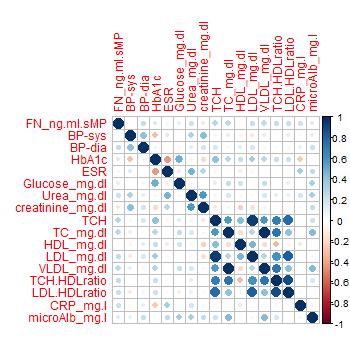 FN_ng.ml.sMP
BP-sys
BP-dia
HbA1c
ESR
Glucose_mg.dl
Urea_mg.dl
creatinine_mg.dl
TCH
TC_mg.dl
HDL_mg.dl
LDL_mg.dl
VLDL_mg.dl
TCH.HDLratio
LDL.HDLratio
CRP_mg.l
microAlb_mg.l
FN_ng.ml.sMP
BP-sys
BP-dia
HbA1c
ESR
Glucose_mg.dl
Urea_mg.dl
creatinine_mg.dl
TCH
TC_mg.dl
HDL_mg.dl
LDL_mg.dl
VLDL_mg.dl
TCH.HDLratio
LDL.HDLratio
CRP_mg.l
microAlb_mg.l
1
0.8
0.6
0.4
0.2
0
-0.2
-0.4
-0.6
-0.8
-1